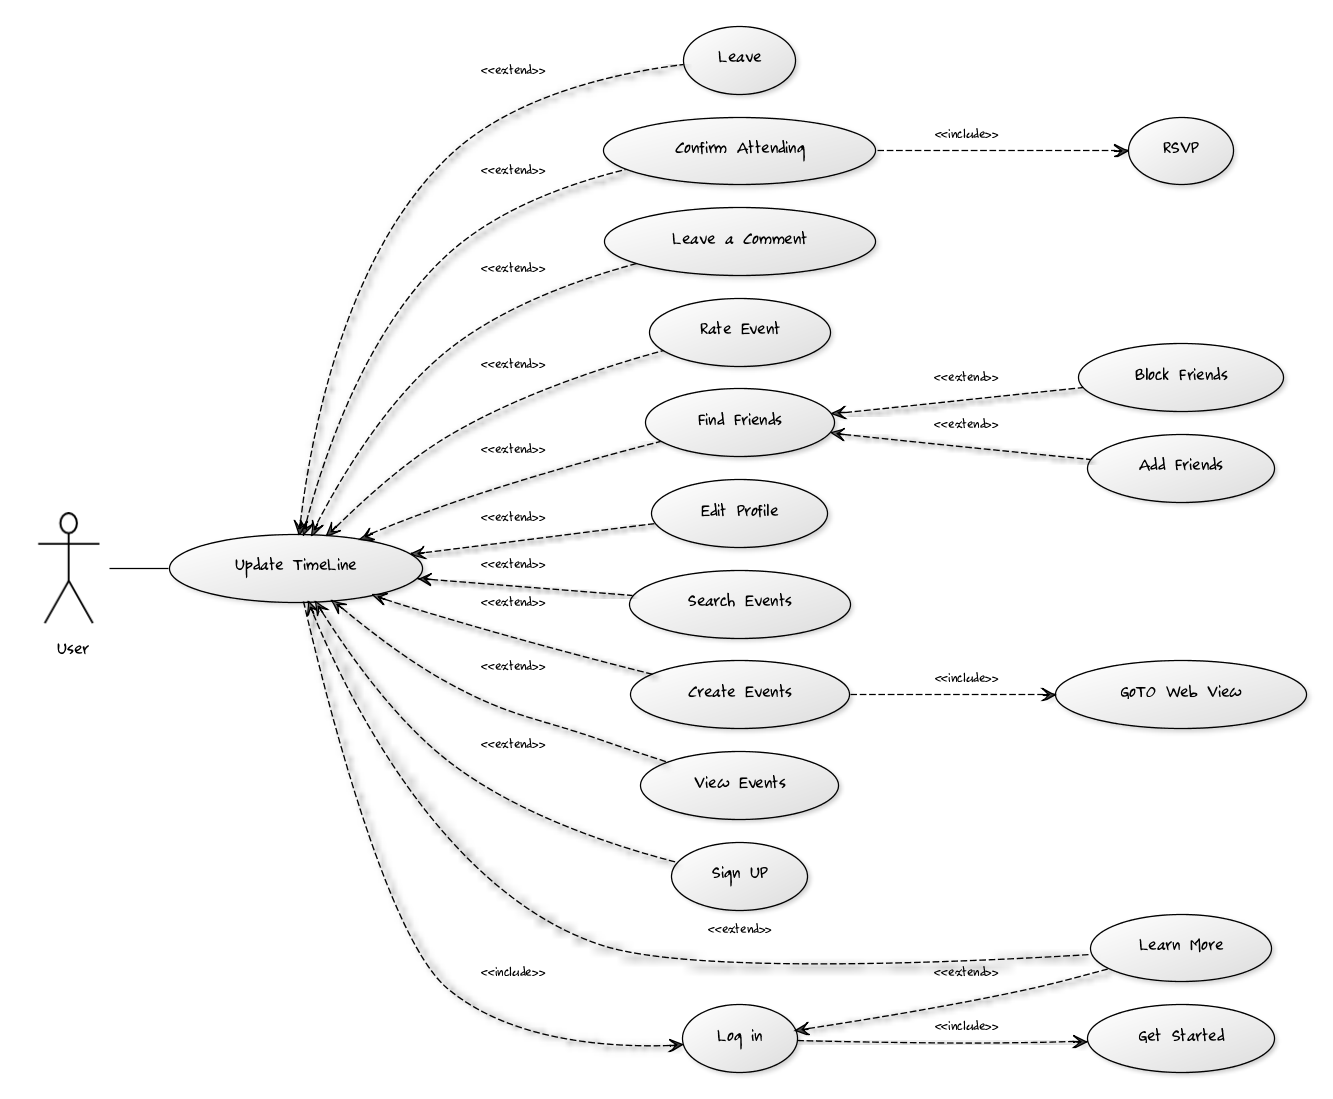 Leave
<<extend>>
Confirm Attending
<<include>>
RSVP
<<extend>>
Leave a Comment
<<extend>>
Rate Event
<<extend>>
Block Friends
<<extend>>
Find Friends
<<extend>>
Add Friends
<<extend>>
Edit Profile
<<extend>>
Update TimeLine
<<extend>>
Search Events
<<extend>>
User
<<extend>>
Create Events
<<include>>
GoTO Web View
<<extend>>
View Events
Sign UP
<<extend>>
Learn More
<<include>>
<<extend>>
Log in
<<include>>
Get Started